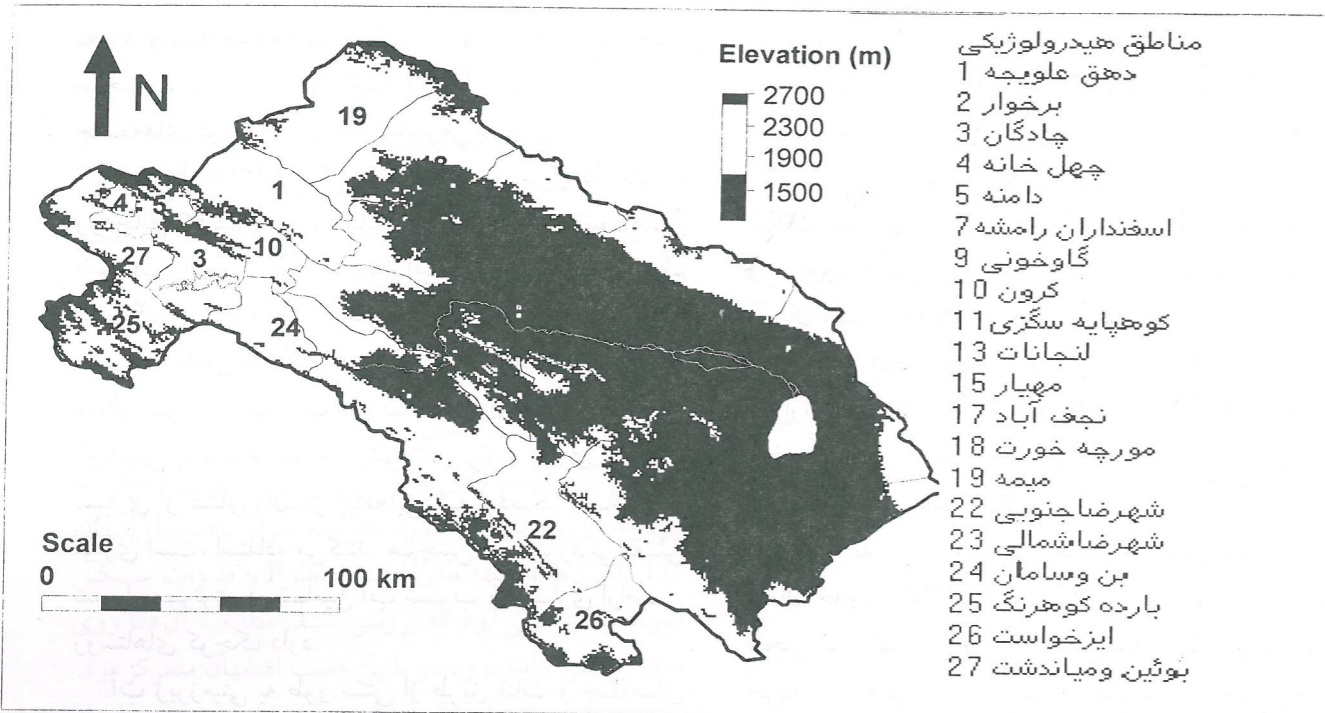 N
Elevation (m)
2700
2300
1900
1500
19
18
1
4
5
10
27
3
25
24
22
26
Scale
0 100 km
مناطق هیدرولوژیکی
1 دهق علویجه
2 برخوار
3 چادگان
4 چهل خانه
5 دامنه
7 اسفنداران رامشه
9 گاوخونی
10 کرون
11 کوهپایه سگزی
13 لنجانات
15 مهیار
17 نجف آباد
18 مورچه خورت
19 میمه
22 شهرضاجنوبی
23 شهرضاشمالی
24 بن وسامان
25 بارده کوهرنگ
26 ایزخواست
27 بوئین ومیاندشت